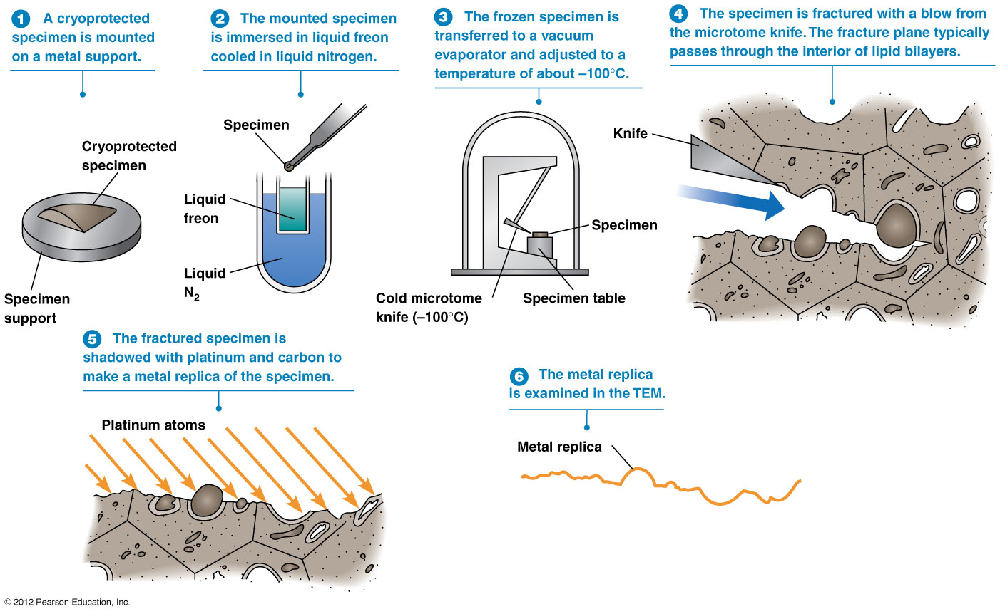 1 A cryoprotected
specimen is mounted
on a metal support.
Cryoprotected
specimen
Specimen
support
2 The mounted specimen
is immersed in liquid freon
cooled in liquid nitrogen.
Specimen
Liquid
freon
Liquid
N₂
3 The frozen specimen is
transferred to a vacuum
evaporator and adjusted to a
temperature of about –100°C.
Specimen
Cold microtome
knife (–100°C)
Specimen table
4 The specimen is fractured with a blow from
the microtome knife. The fracture plane typically
passes through the interior of lipid bilayers.
Knife
5 The fractured specimen is
shadowed with platinum and carbon to
make a metal replica of the specimen.
Platinum atoms
6 The metal replica
is examined in the TEM.
Metal replica
© 2012 Pearson Education, Inc.